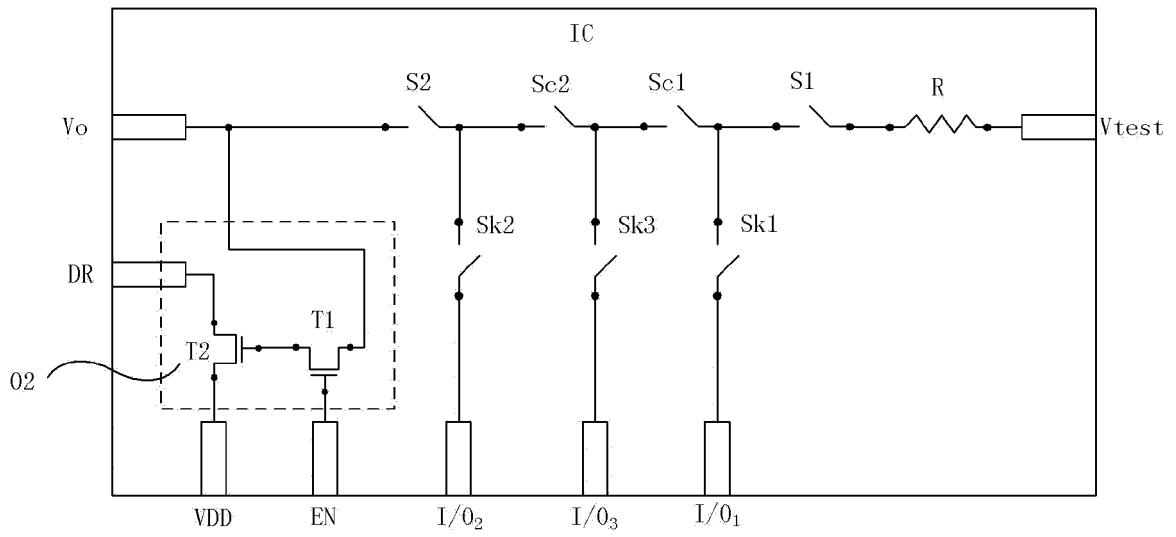 IC
S2 Sc2 Sc1 S1 R
Vo Vtest
Sk2 Sk3 Sk1
DR
T1
T2
02
VDD EN I/O₂ I/O₃ I/O₁